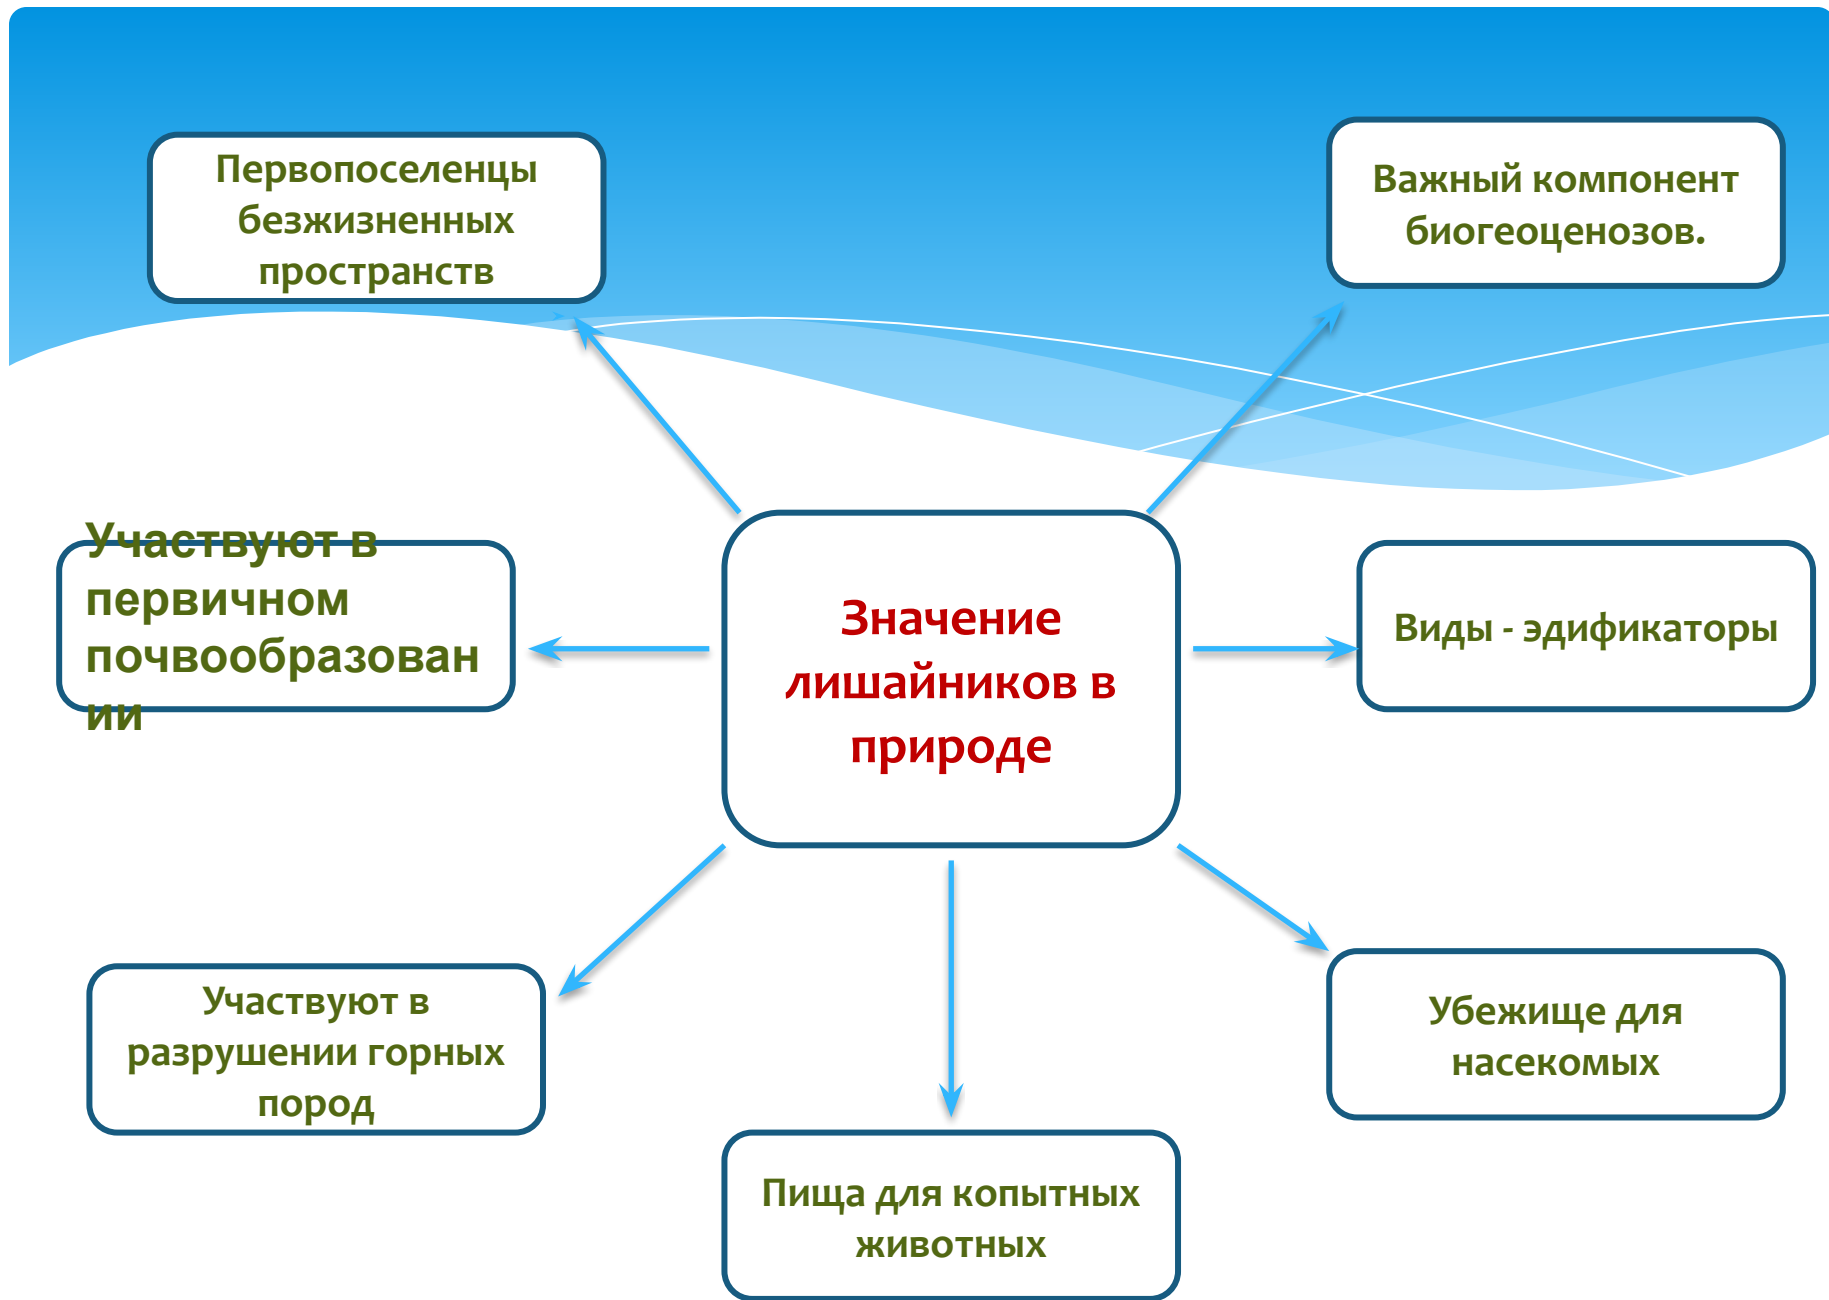 Первопоселенцы
безжизненных
пространств
Важный компонент
биогеоценозов.
Участвуют в
первичном
почвообразован
ии
Значение
лишайников в
природе
Виды - эдификаторы
Участвуют в
разрушении горных
пород
Убежище для
насекомых
Пища для копытных
животных